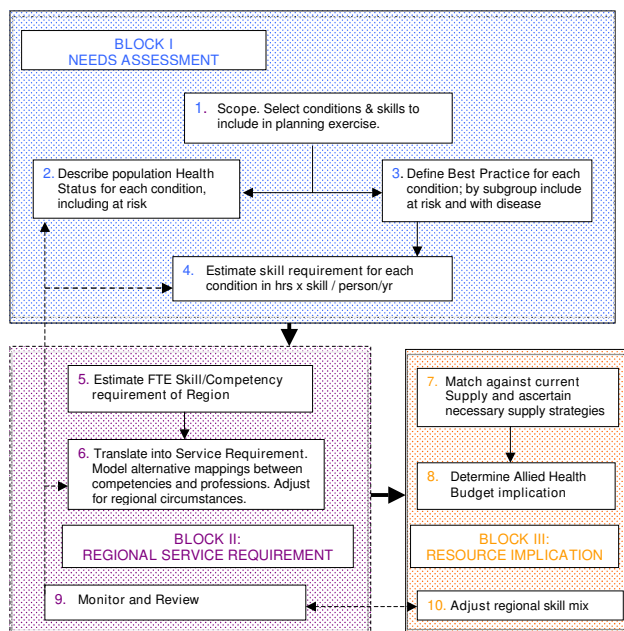 BLOCK I
NEEDS ASSESSMENT
1. Scope. Select conditions & skills to
include in planning exercise.
2. Describe population Health
Status for each condition,
including at risk
3. Define Best Practice for each
condition; by subgroup include
at risk and with disease
4. Estimate skill requirement for each
condition in hrs x skill / person/yr
5. Estimate FTE Skill/Competency
requirement of Region
6. Translate into Service Requirement.
Model alternative mappings between
competencies and professions. Adjust
for regional circumstances.
BLOCK II:
REGIONAL SERVICE REQUIREMENT
9. Monitor and Review
7. Match against current
Supply and ascertain
necessary supply strategies
8. Determine Allied Health
Budget implication
BLOCK III:
RESOURCE IMPLICATION
10. Adjust regional skill mix